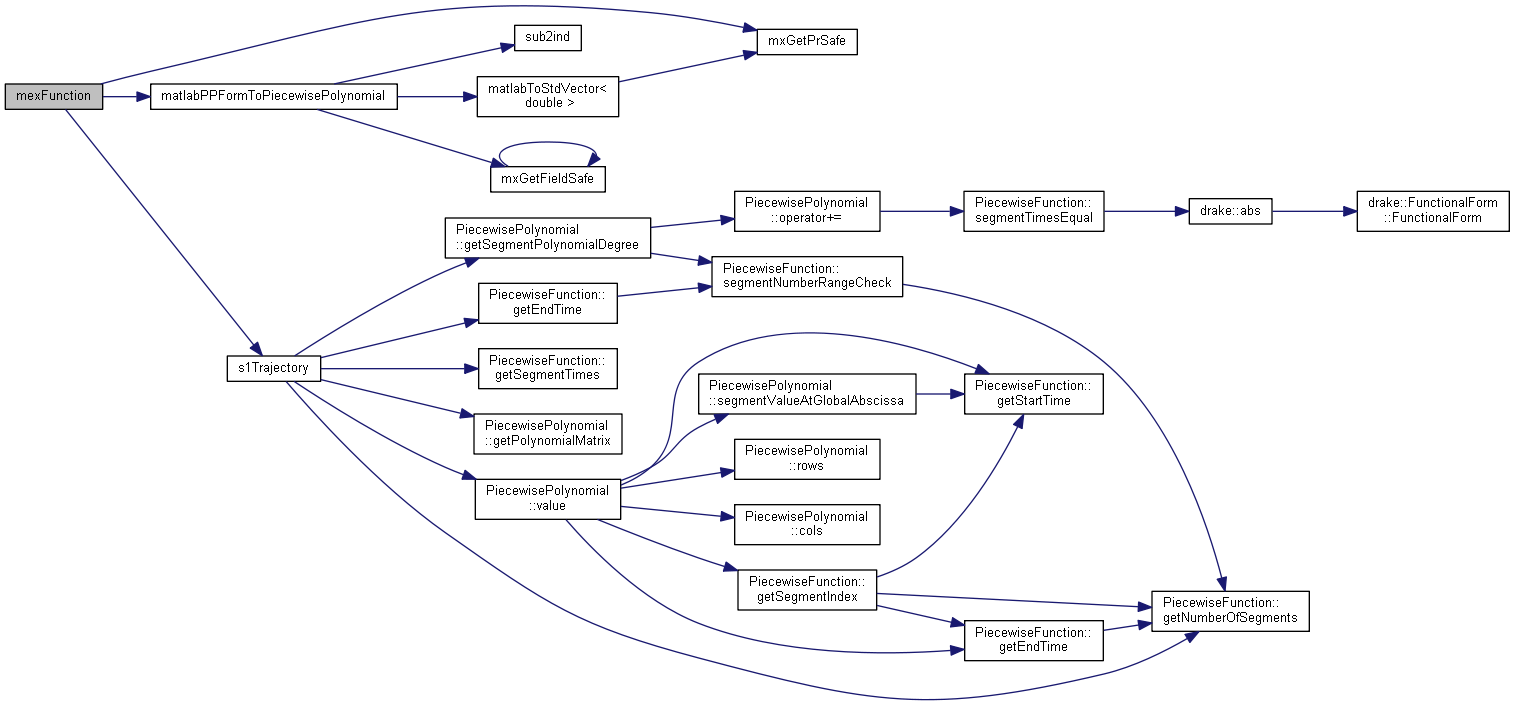 mexFunction
matlabPPFormToPiecewisePolynomial
sub2ind
matlabToStdVector<
double >
mxGetPrSafe
mxGetFieldSafe
s1Trajectory
PiecewisePolynomial
::getSegmentPolynomialDegree
PiecewiseFunction::
getEndTime
PiecewiseFunction::
getSegmentTimes
PiecewisePolynomial
::getPolynomialMatrix
PiecewisePolynomial
::value
PiecewisePolynomial
::operator+=
PiecewiseFunction::
segmentNumberRangeCheck
PiecewisePolynomial
::segmentValueAtGlobalAbscissa
PiecewisePolynomial
::rows
PiecewisePolynomial
::cols
PiecewiseFunction::
getSegmentIndex
PiecewiseFunction::
segmentTimesEqual
PiecewiseFunction::
getStartTime
PiecewiseFunction::
getEndTime
drake::abs
drake::FunctionalForm
::FunctionalForm
PiecewiseFunction::
getNumberOfSegments